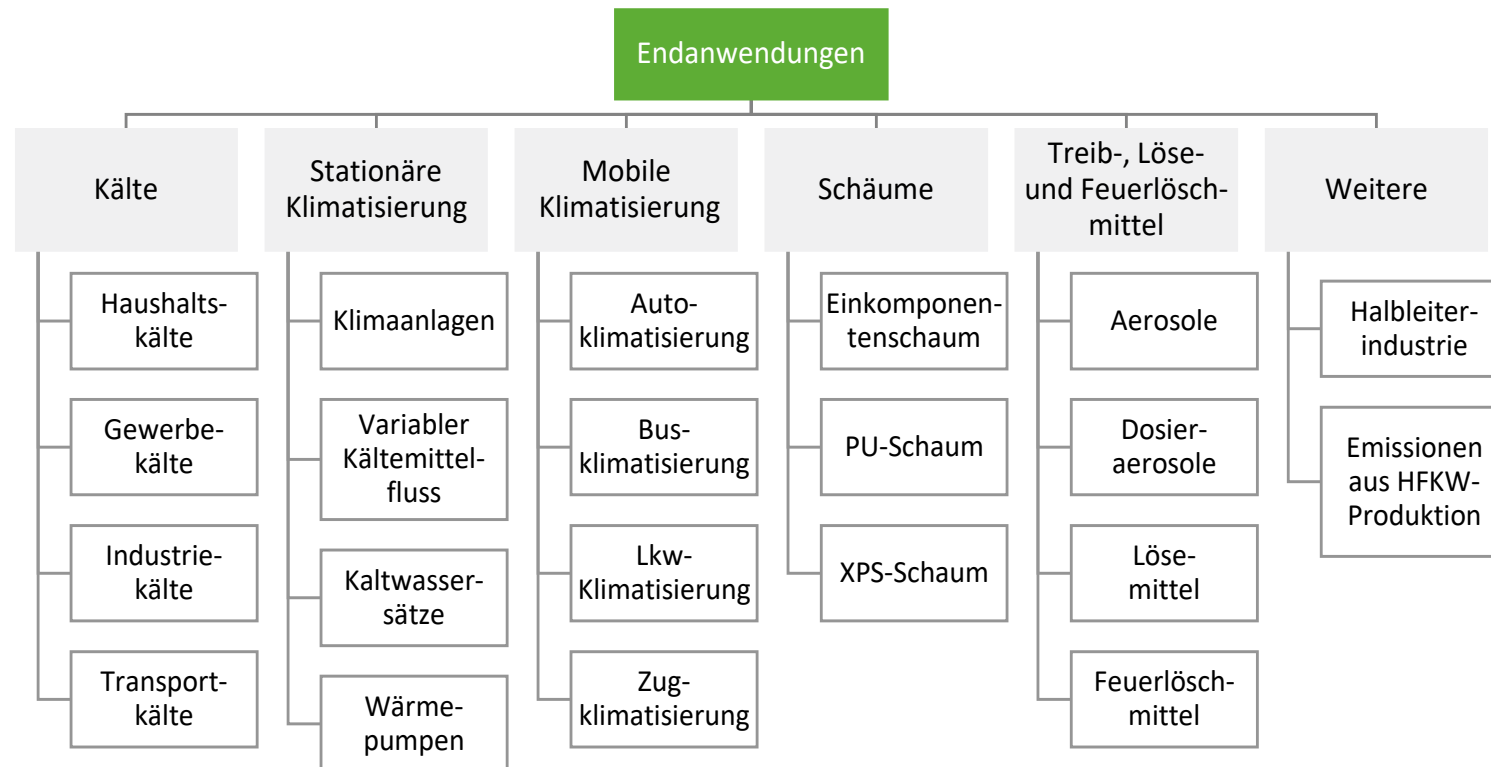 Endanwendungen
Kälte
Haushalts-
kälte
Gewerbe-
kälte
Industrie-
kälte
Transport-
kälte
Stationäre
Klimatisierung
Klimaanlagen
Variabler
Kältemittel-
fluss
Kaltwasser-
sätze
Wärme-
pumpen
Mobile
Klimatisierung
Auto-
klimatisierung
Bus-
klimatisierung
Lkw-
Klimatisierung
Zug-
klimatisierung
Schäume
Einkomponen-
tenschaum
PU-Schaum
XPS-Schaum
Treib-, Löse-
und Feuerlösch-
mittel
Aerosole
Dosier-
aerosole
Löse-
mittel
Feuerlösch-
mittel
Weitere
Halbleiter-
industrie
Emissionen
aus HFKW-
Produktion